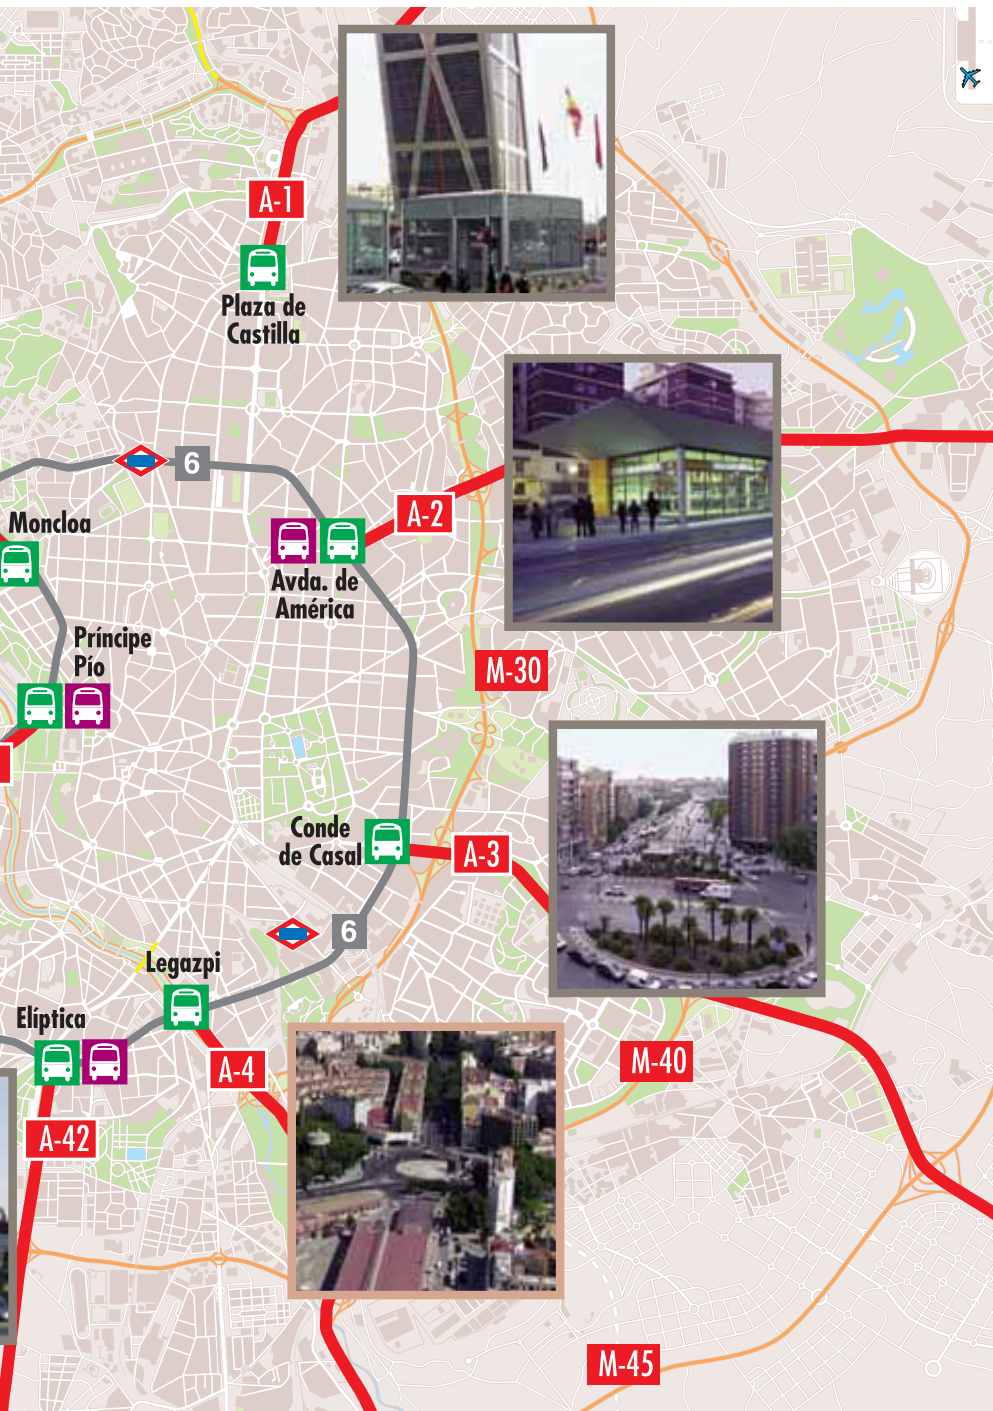 A-1
Plaza de
Castilla
6
A-2
Moncloa
Avda. de
América
Príncipe
Pío
M-30
Conde
de Casal
A-3
6
Legazpi
Elíptica
A-4
M-40
A-42
M-45